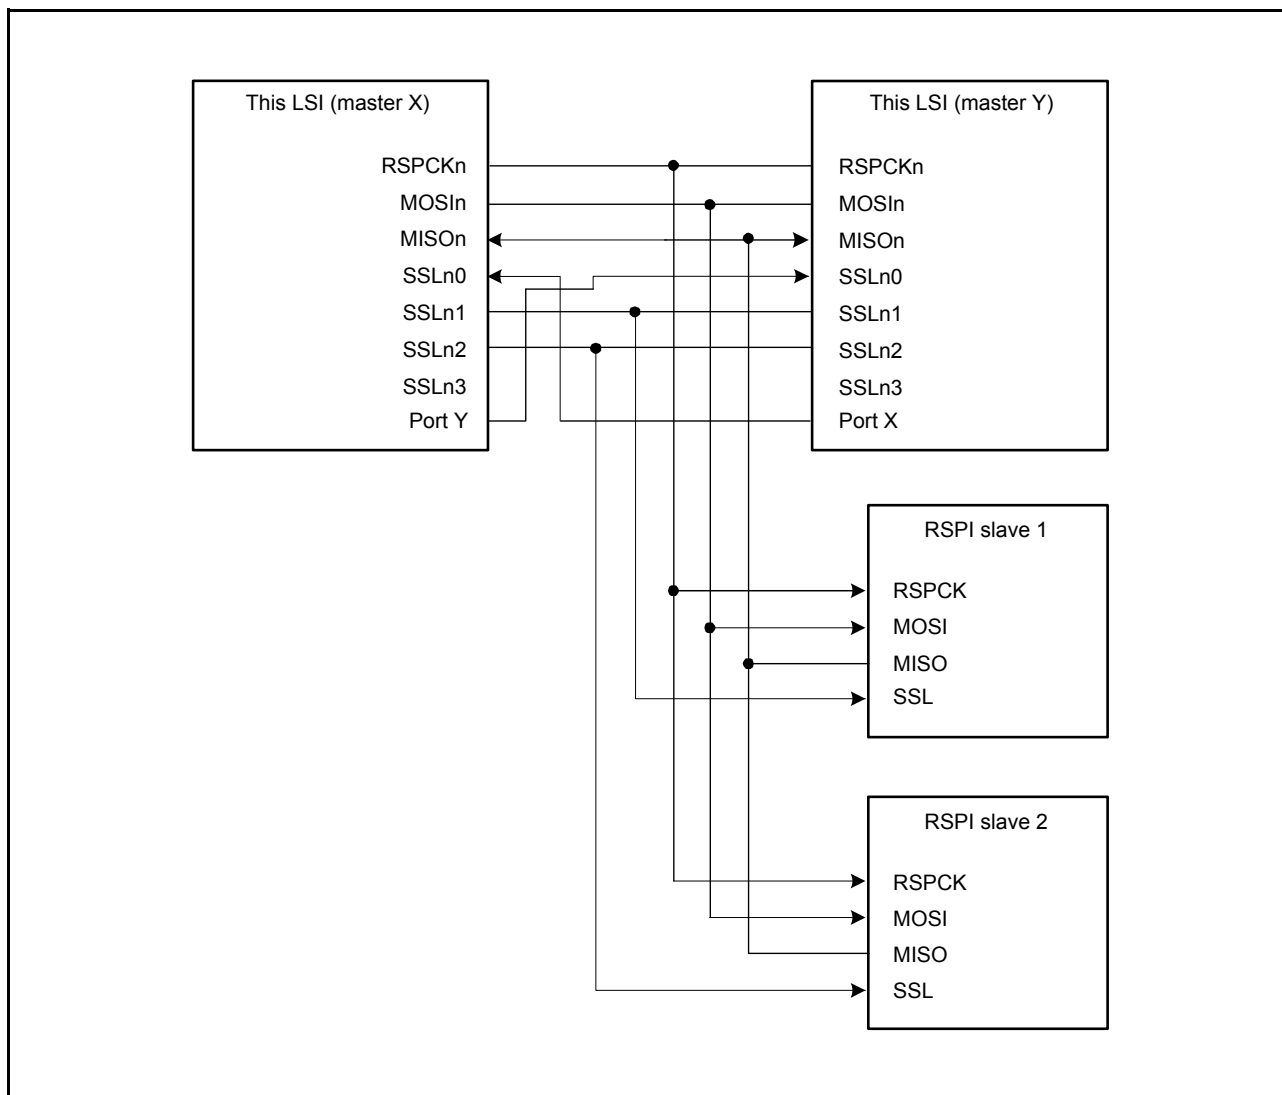 This LSI (master X)
RSPCKn
MOSIn
MISOn
SSLn0
SSLn1
SSLn2
SSLn3
Port Y
This LSI (master Y)
RSPCKn
MOSIn
MISOn
SSLn0
SSLn1
SSLn2
SSLn3
Port X
RSPI slave 1
RSPCK
MOSI
MISO
SSL
RSPI slave 2
RSPCK
MOSI
MISO
SSL